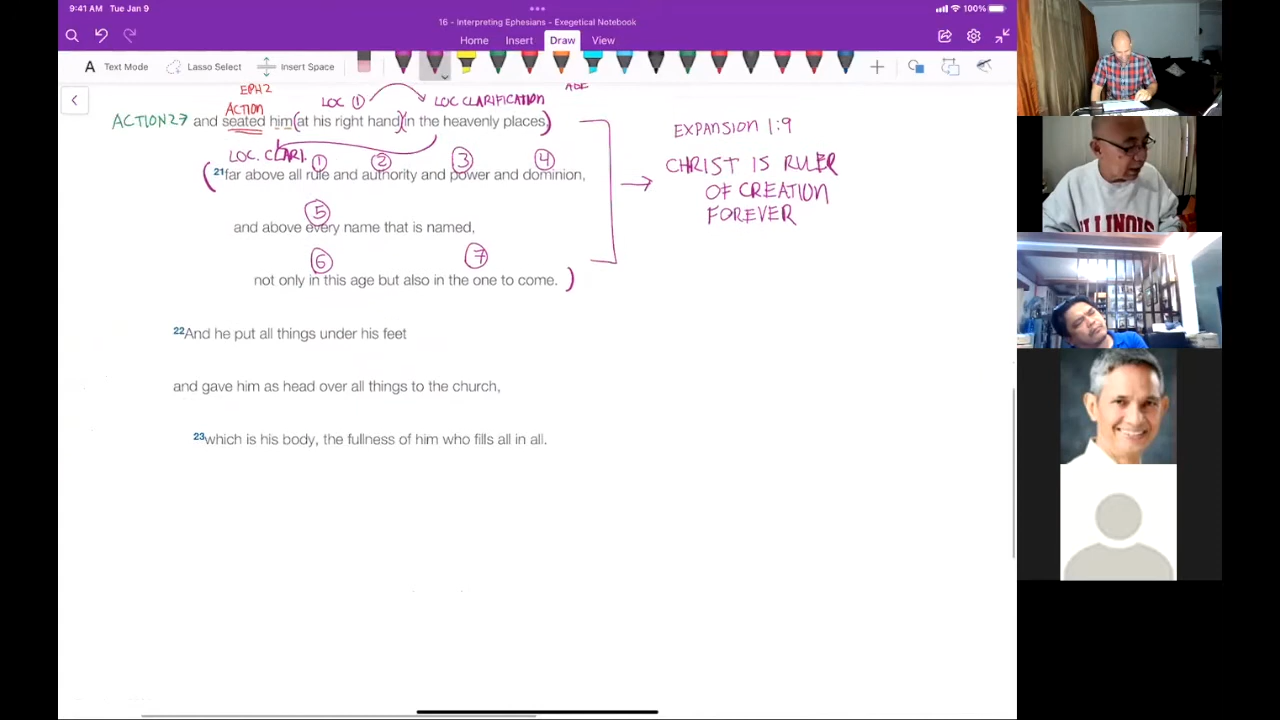 9:41 AM Tue Jan 9
100%
16 - Interpreting Ephesians - Exegetical Notebook
Home Insert Draw View
A Text Mode Lasso Select Insert Space
EPH 2
ACTION
LOC ① LOC CLARIFICATION
AGE
ACTION 2 → and seated him (at his right hand)(in the heavenly places)
EXPANSION 1:9
LOC. CLARI. ① ② ③ ④
CHRIST IS RULER
(21far above all rule and authority and power and dominion,
OF CREATION
FOREVER
⑤
and above every name that is named,
⑥ ⑦
not only in this age but also in the one to come. )
22And he put all things under his feet
and gave him as head over all things to the church,
23which is his body, the fullness of him who fills all in all.
ILLINOIS